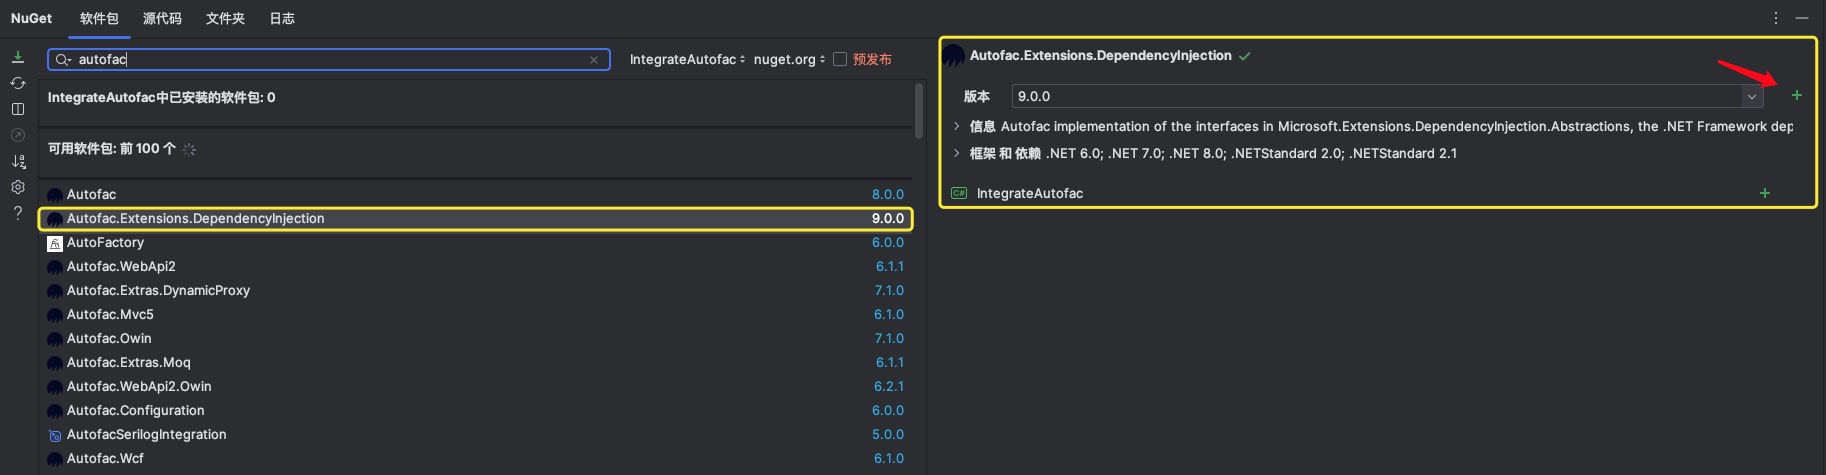 NuGet 软件包 源代码 文件夹 日志
autofac
IntegrateAutofac nuget.org 预发布
IntegrateAutofac中已安装的软件包: 0
可用软件包: 前 100 个
Autofac 8.0.0
Autofac.Extensions.DependencyInjection 9.0.0
AutoFactory 6.0.0
Autofac.WebApi2 6.1.1
Autofac.Extras.DynamicProxy 7.1.0
Autofac.Mvc5 6.1.0
Autofac.Owin 7.1.0
Autofac.Extras.Moq 6.1.1
Autofac.WebApi2.Owin 6.2.1
Autofac.Configuration 6.0.0
AutofacSerilogIntegration 5.0.0
Autofac.Wcf 6.1.0
Autofac.Extensions.DependencyInjection
版本 9.0.0
信息 Autofac implementation of the interfaces in Microsoft.Extensions.DependencyInjection.Abstractions, the .NET Framework dep
框架 和 依赖 .NET 6.0; .NET 7.0; .NET 8.0; .NETStandard 2.0; .NETStandard 2.1
C# IntegrateAutofac